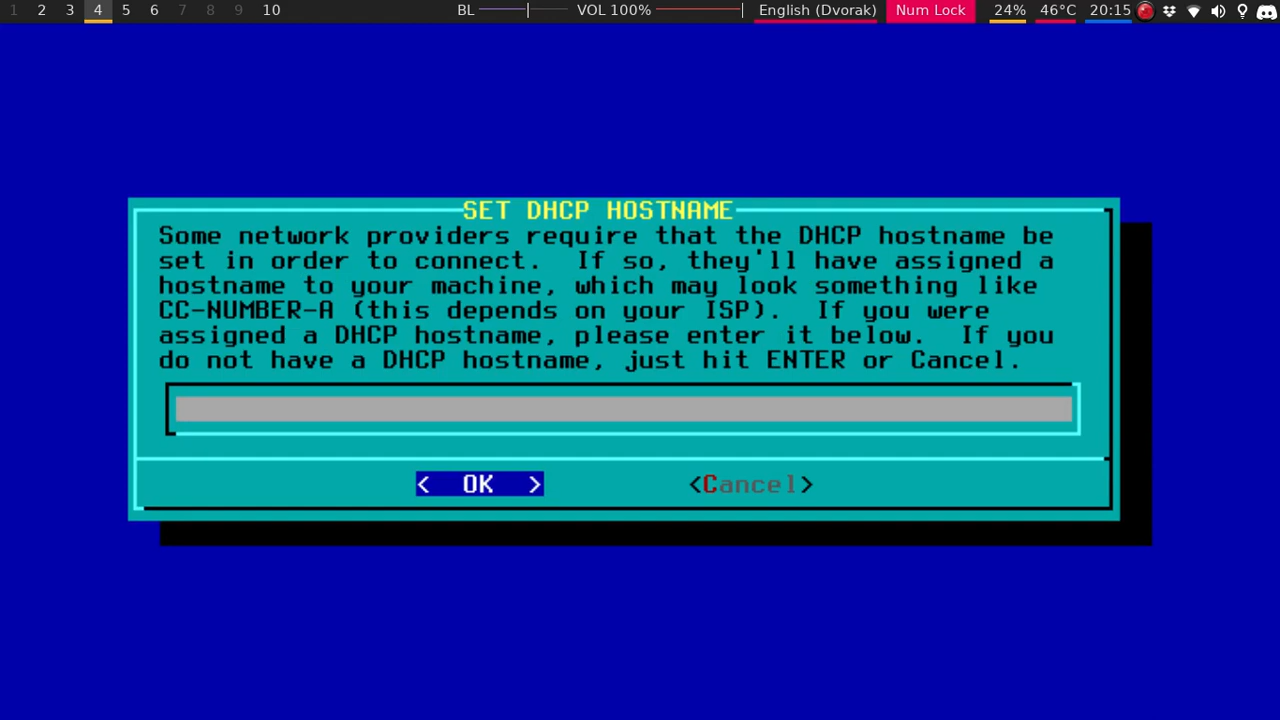 1 2 3 4 5 6 7 8 9 10 BL VOL 100% English (Dvorak) Num Lock 24% 46°C 20:15
SET DHCP HOSTNAME
Some network providers require that the DHCP hostname be
set in order to connect.  If so, they'll have assigned a
hostname to your machine, which may look something like
CC-NUMBER-A (this depends on your ISP).  If you were
assigned a DHCP hostname, please enter it below.  If you
do not have a DHCP hostname, just hit ENTER or Cancel.
< OK > <Cancel>